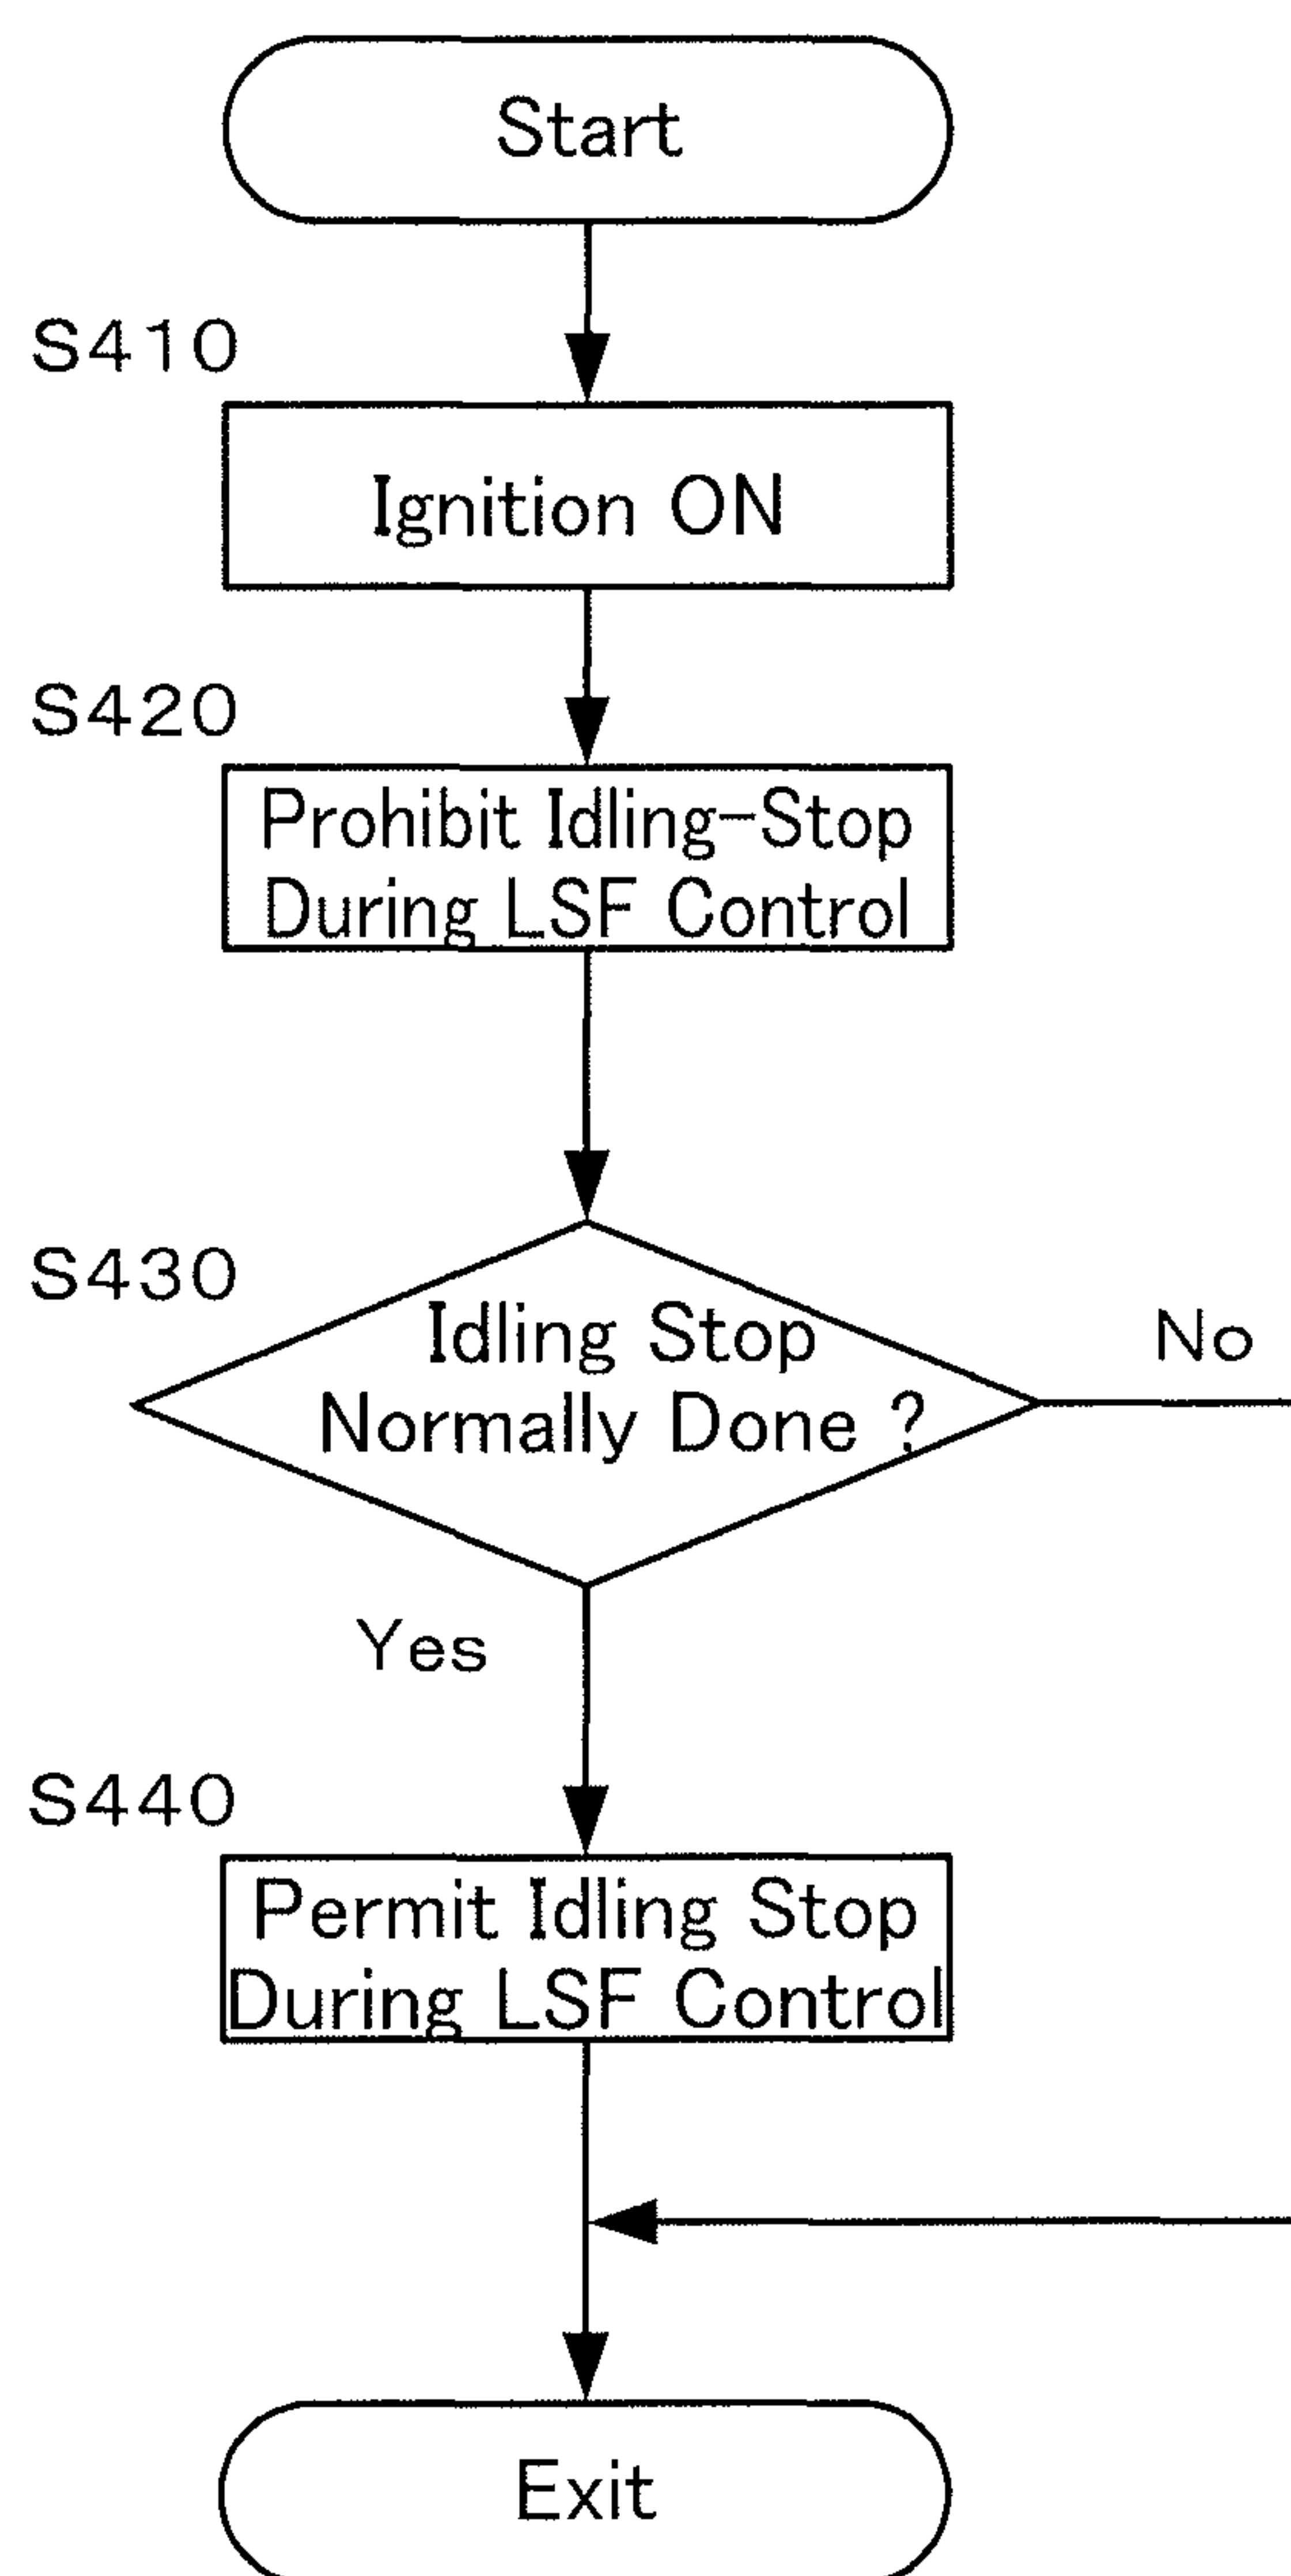 Start
S410
Ignition ON
S420
Prohibit Idling-Stop
During LSF Control
S430
Idling Stop
Normally Done ?
No
Yes
S440
Permit Idling Stop
During LSF Control
Exit